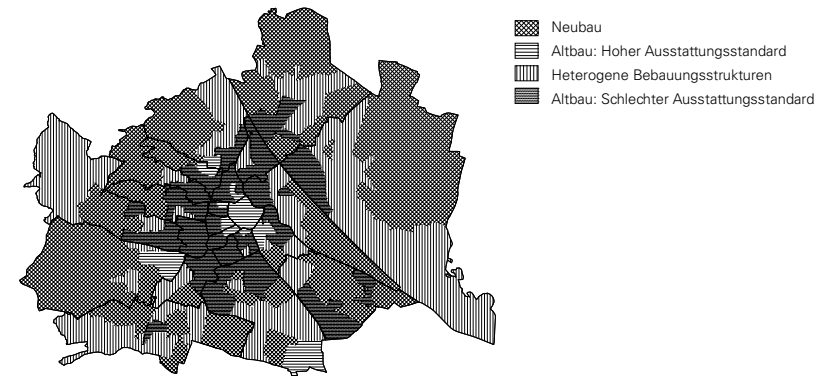 Neubau
Altbau: Hoher Ausstattungsstandard
Heterogene Bebauungsstrukturen
Altbau: Schlechter Ausstattungsstandard